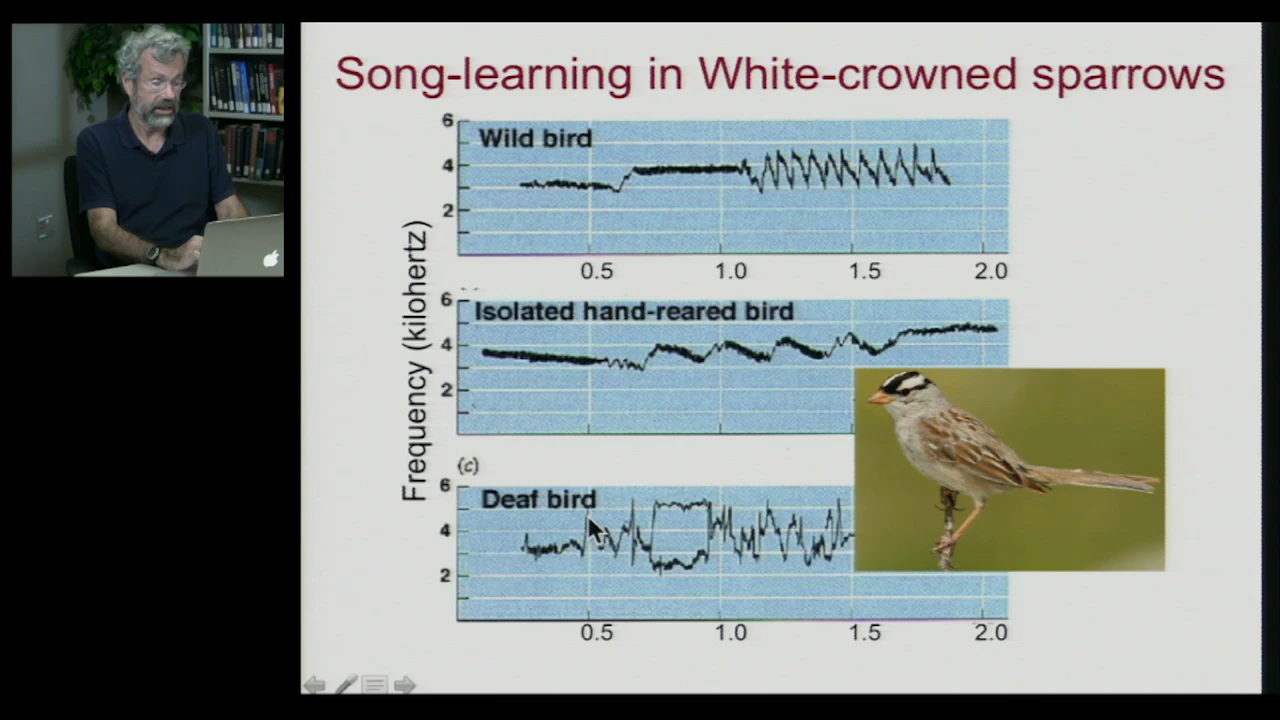 Song-learning in White-crowned sparrows
Frequency (kilohertz)
6
Wild bird
4
2
0.5 1.0 1.5 2.0
6
Isolated hand-reared bird
4
2
(c)
6
Deaf bird
4
2
0.5 1.0 1.5 2.0